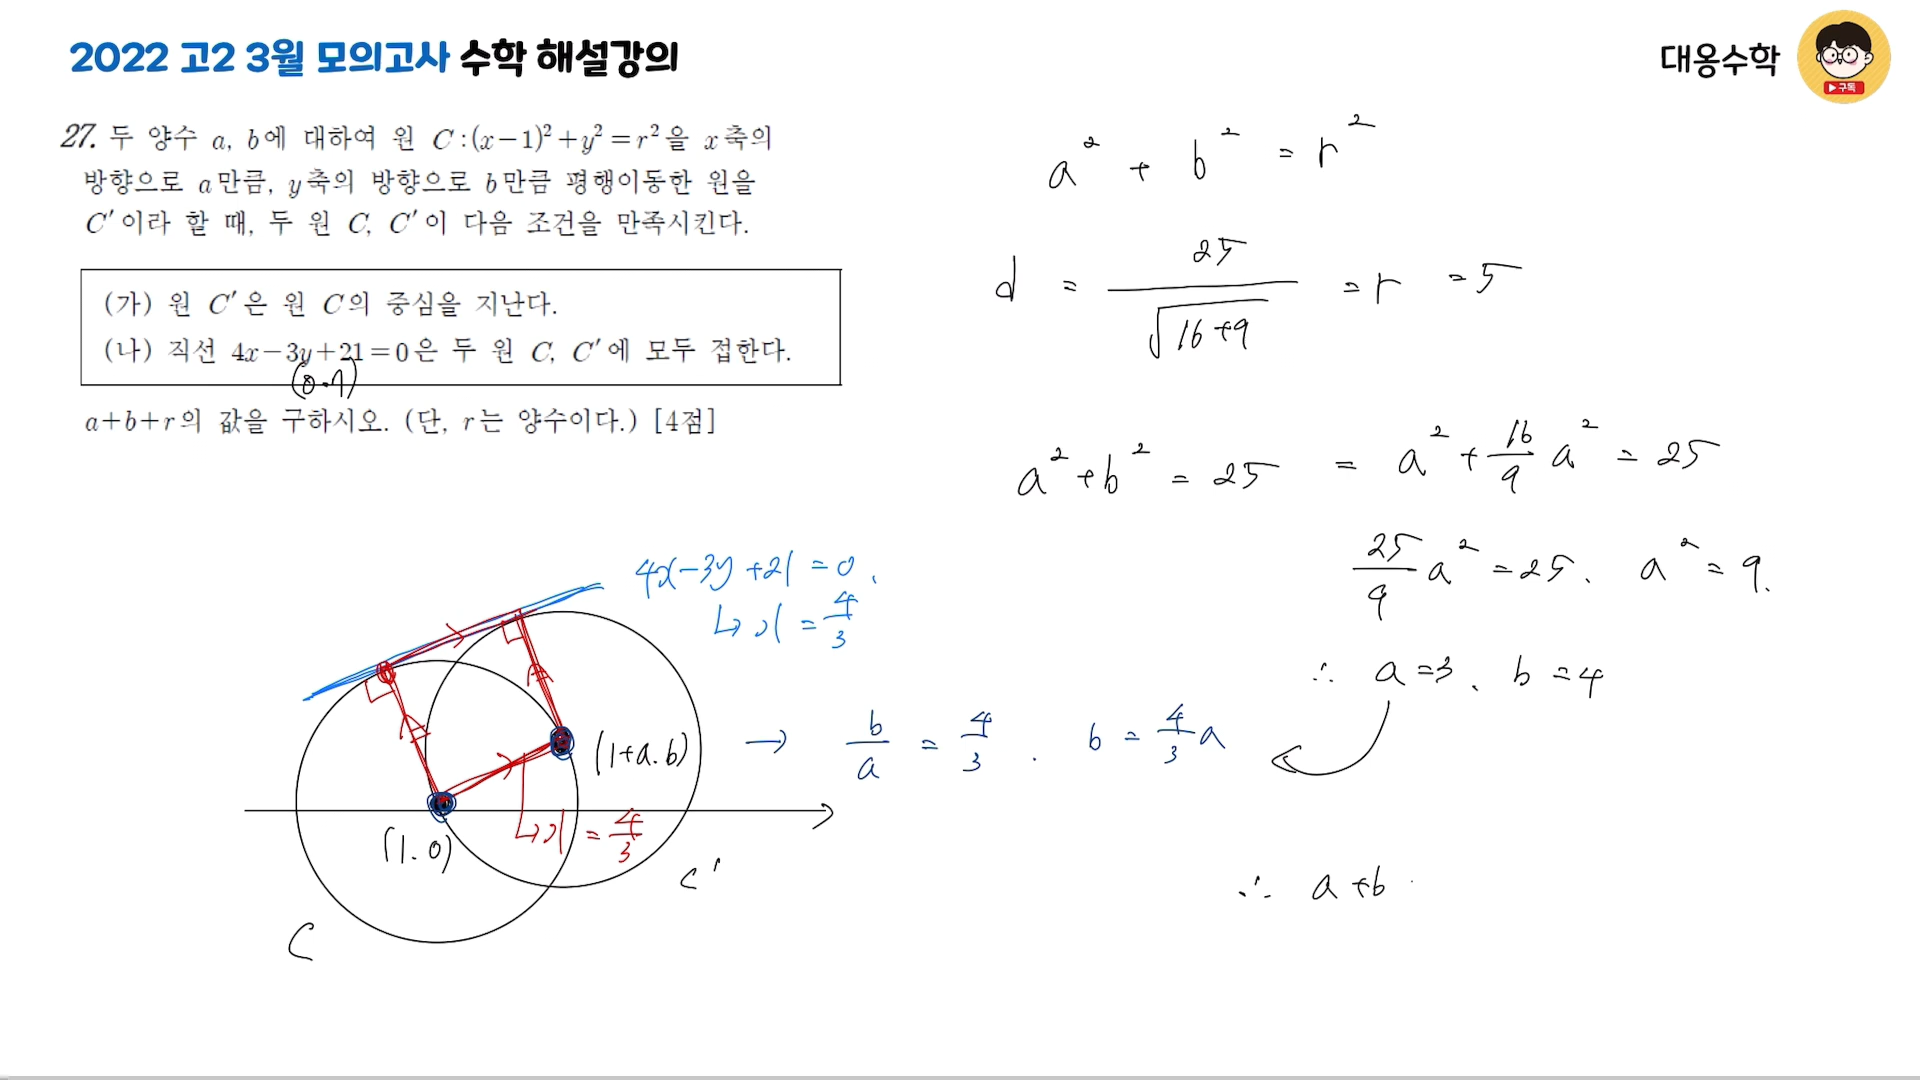 2022 고2 3월 모의고사 수학 해설강의
대옹수학
구독
27. 두 양수 a, b에 대하여 원 C : (x−1)²+y²=r²을 x축의
방향으로 a만큼, y축의 방향으로 b만큼 평행이동한 원을
C′이라 할 때, 두 원 C, C′이 다음 조건을 만족시킨다.
(가) 원 C′은 원 C의 중심을 지난다.
(나) 직선 4x−3y+21=0은 두 원 C, C′에 모두 접한다.
(0.7)
a+b+r의 값을 구하시오. (단, r는 양수이다.) [4점]
a² + b² = r²
d = 25/√(16+9) = r = 5
a²+b² = 25 = a² + 16/9 a² = 25
25/9 a² = 25. a² = 9.
∴ a=3. b=4
4x−3y+21=0.
↳ 기 = 4/3
(1+a.b) → b/a = 4/3. b = 4/3 a
↳ 기 = 4/3
(1.0)
C'
C
∴ a+b